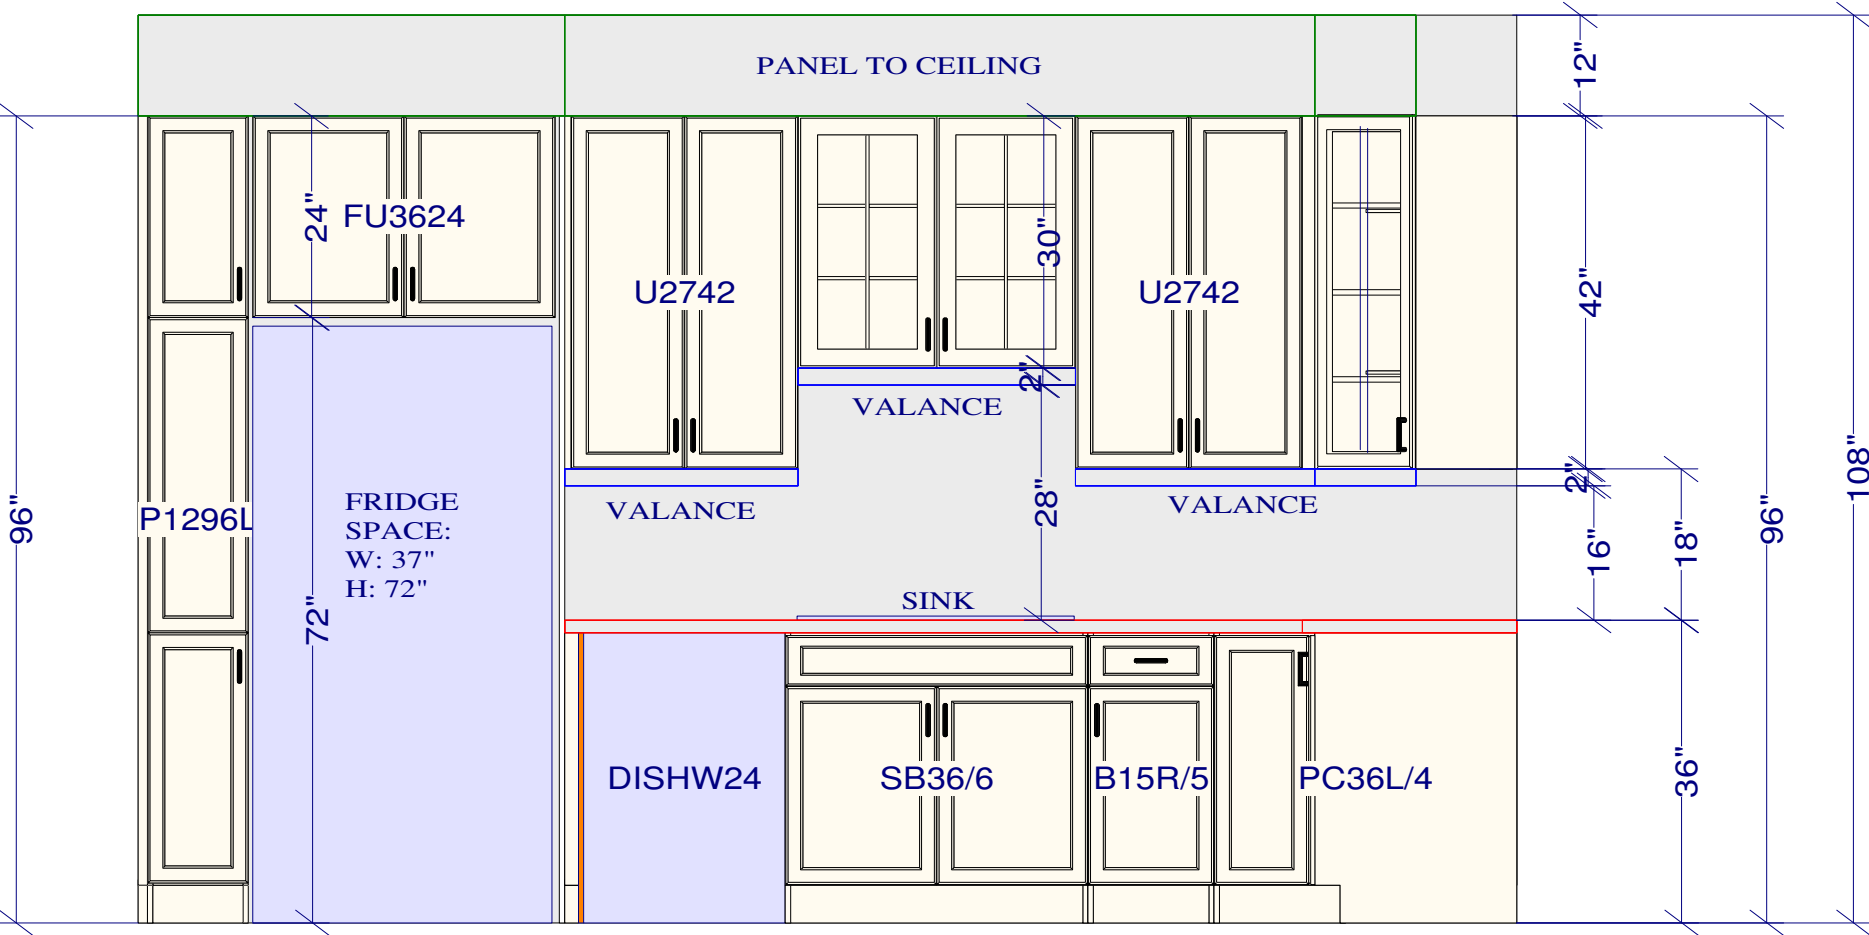 PANEL TO CEILING
12"
24"
FU3624
30"
U2742
U2742
42"
2"
VALANCE
108"
96"
P1296L
FRIDGE
SPACE:
W: 37"
H: 72"
VALANCE
28"
VALANCE
2"
16"
18"
96"
72"
SINK
DISHW24
SB36/6
B15R/5
PC36L/4
36"